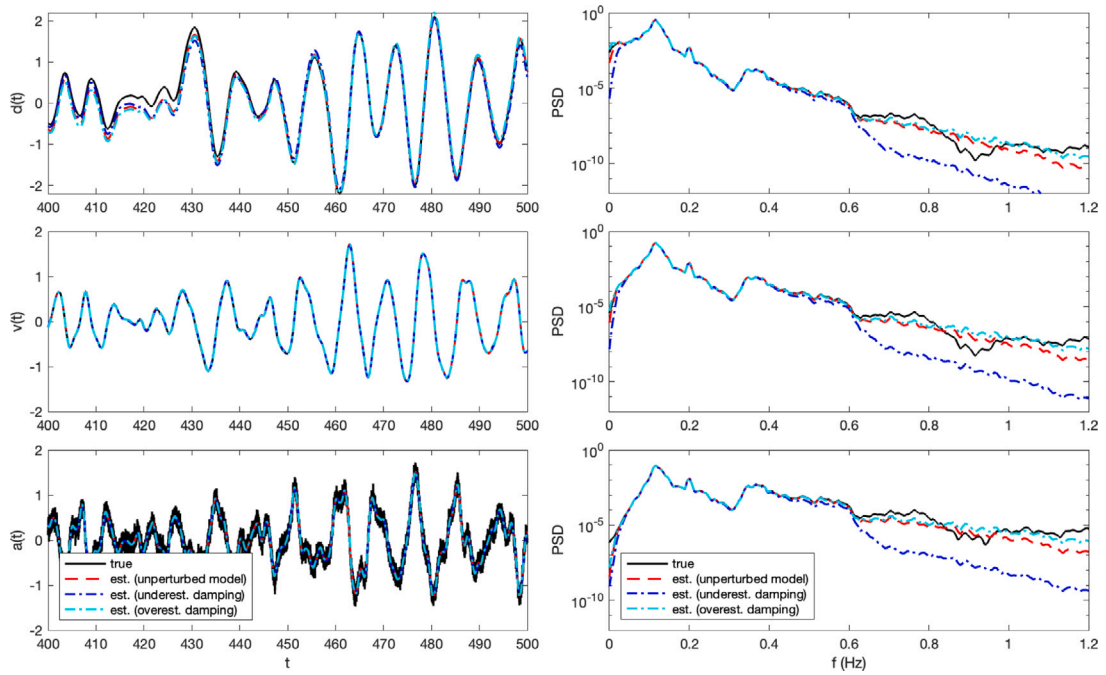 d(t)
2
1
0
-1
-2
400 410 420 430 440 450 460 470 480 490 500
PSD
10^0
10^-5
10^-10
0 0.2 0.4 0.6 0.8 1 1.2
v(t)
2
1
0
-1
-2
400 410 420 430 440 450 460 470 480 490 500
PSD
10^0
10^-5
10^-10
0 0.2 0.4 0.6 0.8 1 1.2
a(t)
2
1
0
-1
-2
true
est. (unperturbed model)
est. (underest. damping)
est. (overest. damping)
400 410 420 430 440 450 460 470 480 490 500
t
PSD
10^0
10^-5
10^-10
true
est. (unperturbed model)
est. (underest. damping)
est. (overest. damping)
0 0.2 0.4 0.6 0.8 1 1.2
f (Hz)